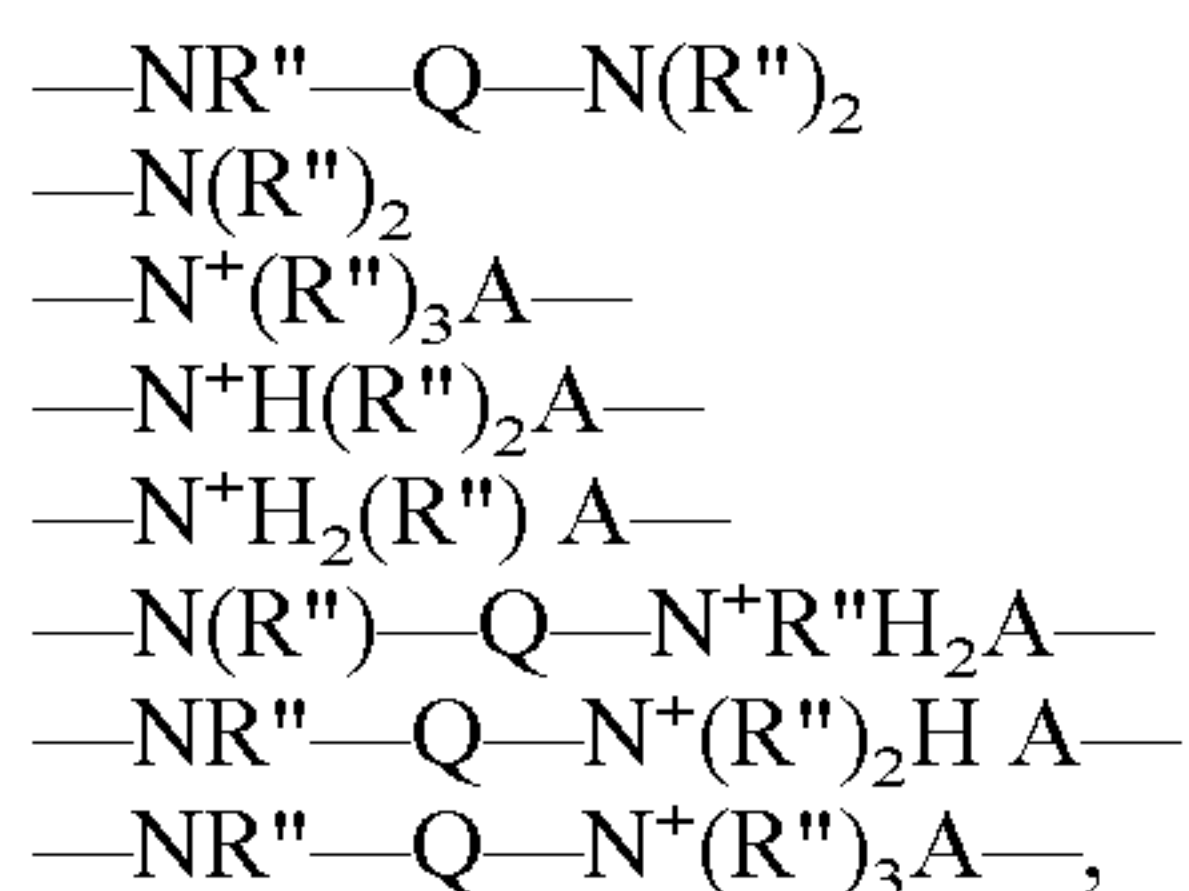 —NR"—Q—N(R")₂
—N(R")₂
—N⁺(R")₃A—
—N⁺H(R")₂A—
—N⁺H₂(R") A—
—N(R")—Q—N⁺R"H₂A—
—NR"—Q—N⁺(R")₂H A—
—NR"—Q—N⁺(R")₃A—,